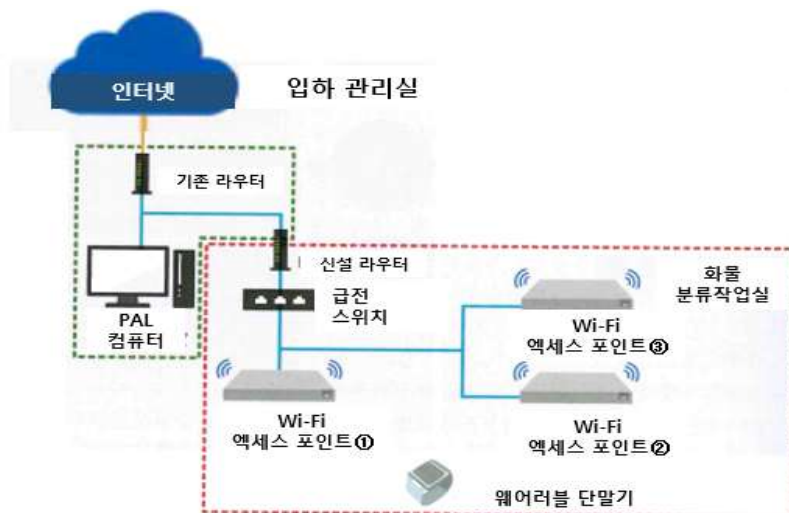 인터넷
입하 관리실
기존 라우터
신설 라우터
PAL
컴퓨터
급전
스위치
화물
분류작업실
Wi-Fi
엑세스 포인트③
Wi-Fi
엑세스 포인트①
Wi-Fi
엑세스 포인트②
웨어러블 단말기